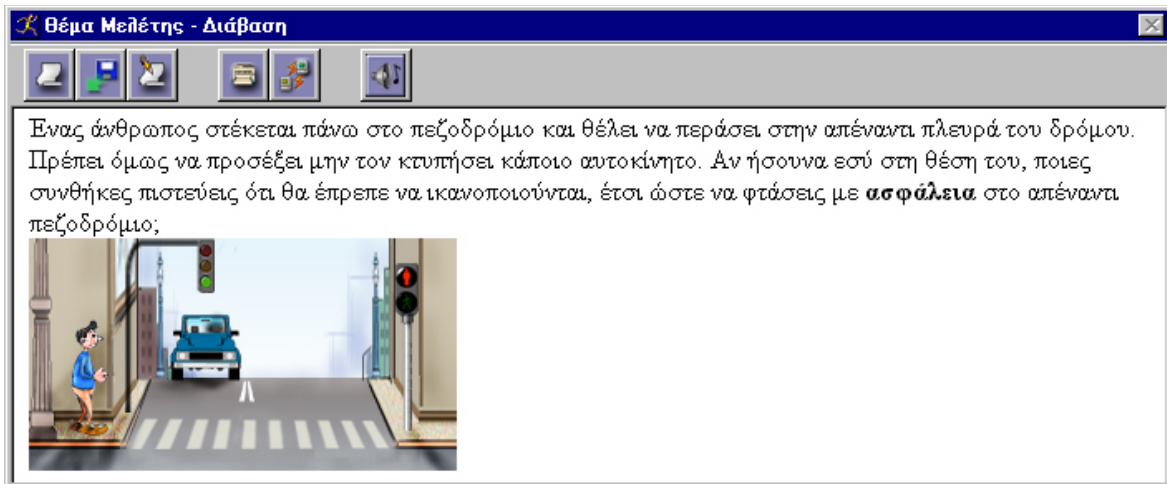 Θέμα Μελέτης - Διάβαση
Ένας άνθρωπος στέκεται πάνω στο πεζοδρόμιο και θέλει να περάσει στην απέναντι πλευρά του δρόμου.
Πρέπει όμως να προσέξει μην τον κτυπήσει κάποιο αυτοκίνητο. Αν ήσουνα εσύ στη θέση του, ποιες
συνθήκες πιστεύεις ότι θα έπρεπε να ικανοποιούνται, έτσι ώστε να φτάσεις με ασφάλεια στο απέναντι
πεζοδρόμιο;